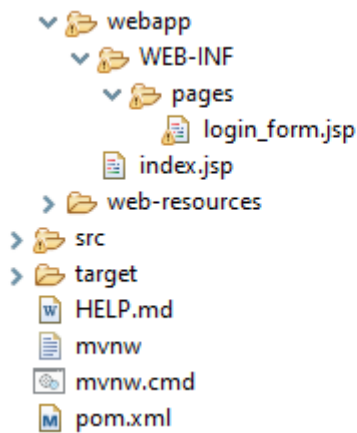 webapp
WEB-INF
pages
login_form.jsp
index.jsp
web-resources
src
target
HELP.md
mvnw
mvnw.cmd
pom.xml